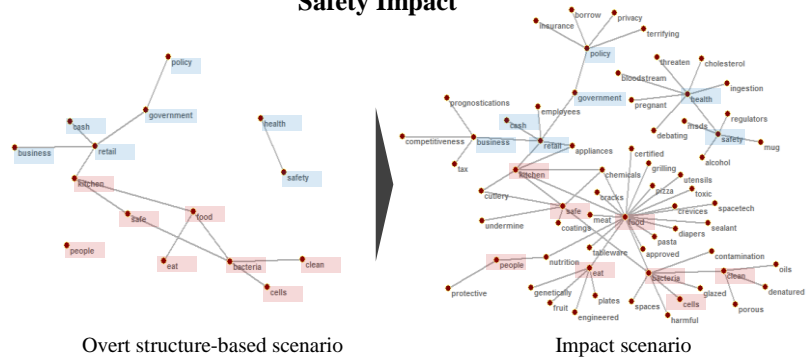 Safety Impact
policy
government
cash
business
retail
kitchen
safe
food
people
eat
bacteria
clean
cells
health
safety
Overt structure-based scenario
borrow
privacy
insurance
terrifying
policy
threaten
cholesterol
bloodstream
ingestion
prognostications
government
employees
pregnant
health
cash
msds
regulators
competitiveness
business
retail
debating
safety
mug
appliances
certified
alcohol
tax
kitchen
chemicals
grilling
utensils
pizza
toxic
cutlery
cracks
safe
meat
food
crevices
spacetech
undermine
coatings
diapers
sealant
pasta
tableware
approved
contamination
people
nutrition
eat
bacteria
clean
oils
protective
genetically
plates
cells
glazed
denatured
fruit
spaces
porous
engineered
harmful
Impact scenario